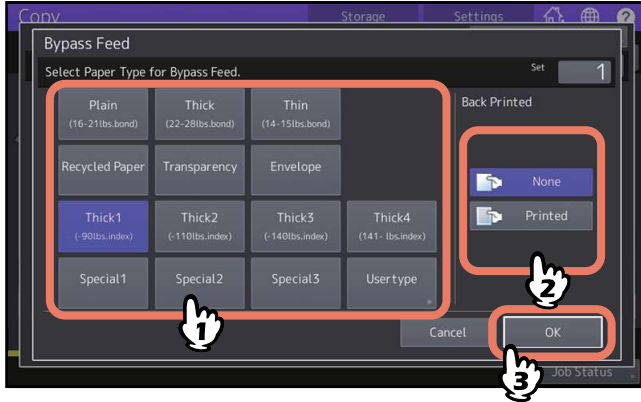 Copy
Storage
Settings
?
Bypass Feed
Select Paper Type for Bypass Feed.
Set
1
Plain
(16-21lbs.bond)
Thick
(22-28lbs.bond)
Thin
(14-15lbs.bond)
Back Printed
Recycled Paper
Transparency
Envelope
None
Thick1
(-90lbs.index)
Thick2
(-110lbs.index)
Thick3
(-140lbs.index)
Thick4
(141- lbs.index)
Printed
Special1
Special2
Special3
Usertype
1
2
Cancel
OK
3
Job Status